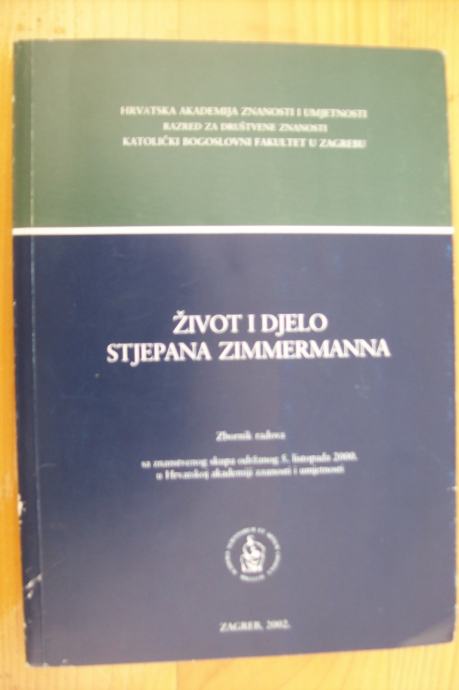 HRVATSKA AKADEMIJA ZNANOSTI I UMJETNOSTI
RAZRED ZA DRUŠTVENE ZNANOSTI
KATOLIČKI BOGOSLOVNI FAKULTET U ZAGREBU
ŽIVOT I DJELO
STJEPANA ZIMMERMANNA
Zbornik radova
sa znanstvenog skupa održanog 5. listopada 2000.
u Hrvatskoj akademiji znanosti i umjetnosti
ZAGREB, 2002.